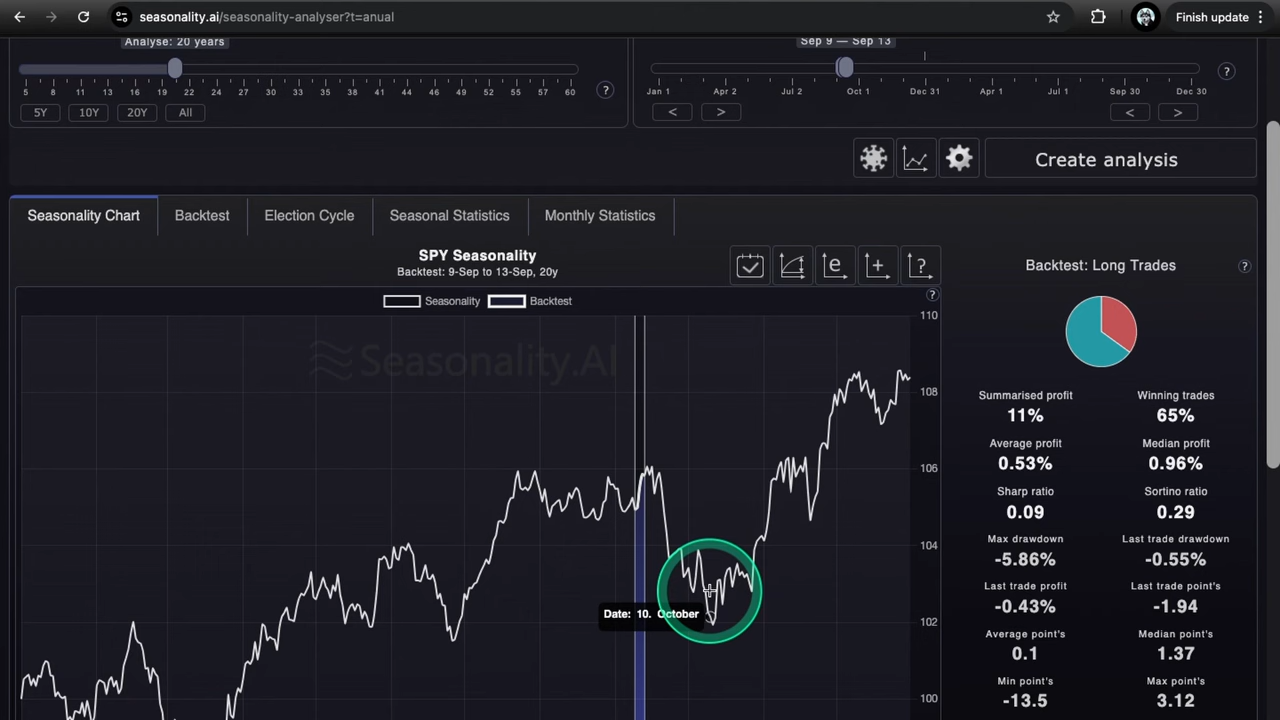 seasonality.ai/seasonality-analyser?t=anual
Finish update
Analyse: 20 years
5 8 11 13 16 19 22 24 27 30 33 35 38 41 44 46 49 52 55 57 60
?
5Y 10Y 20Y All
Sep 9 — Sep 13
?
Jan 1 Apr 2 Jul 2 Oct 1 Dec 31 Apr 1 Jul 1 Sep 30 Dec 30
< > < >
Create analysis
Seasonality Chart Backtest Election Cycle Seasonal Statistics Monthly Statistics
SPY Seasonality
Backtest: 9-Sep to 13-Sep, 20y
e + ?
Seasonality Backtest
?
Seasonality.AI
110
108
106
104
102
100
Date: 10. October
Backtest: Long Trades
?
Summarised profit Winning trades
11% 65%
Average profit Median profit
0.53% 0.96%
Sharp ratio Sortino ratio
0.09 0.29
Max drawdown Last trade drawdown
-5.86% -0.55%
Last trade profit Last trade point's
-0.43% -1.94
Average point's Median point's
0.1 1.37
Min point's Max point's
-13.5 3.12